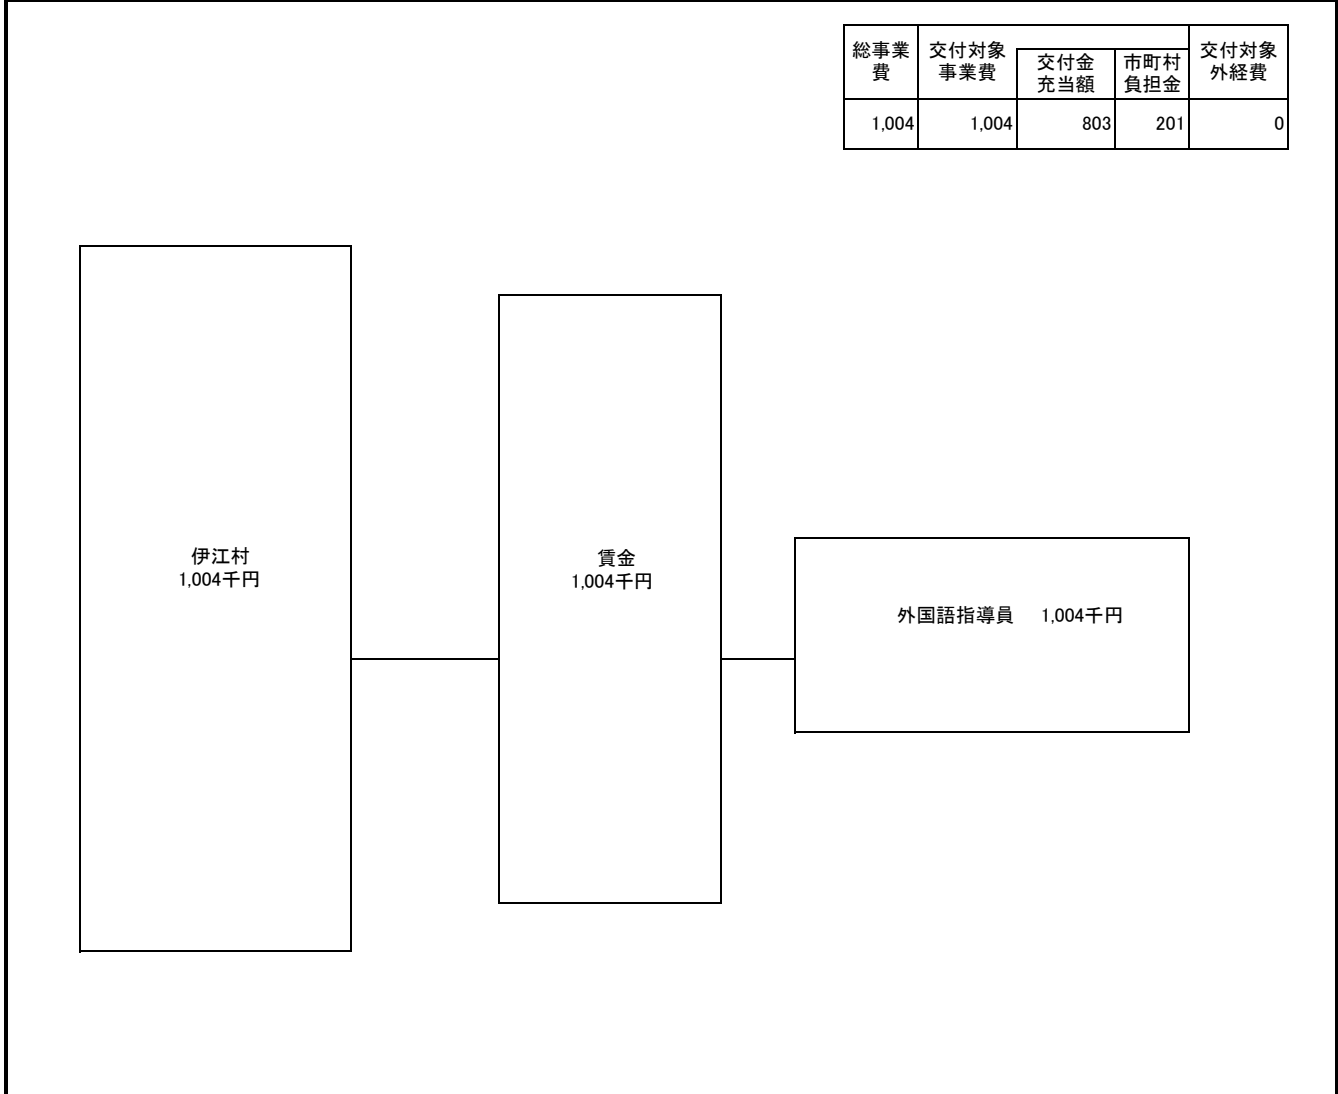 総事業
費
交付対象
事業費
交付金
充当額
市町村
負担金
交付対象
外経費
1,004
1,004
803
201
0
伊江村
1,004千円
賃金
1,004千円
外国語指導員 1,004千円